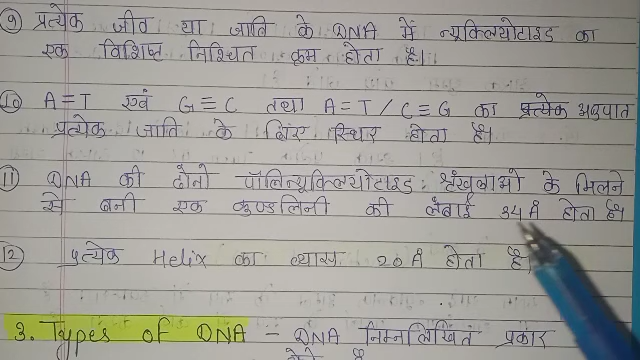 ⑨ प्रत्येक जीव या जाति के DNA में न्यूक्लियोटाइड का
एक विशिष्ट निश्चित क्रम होता है।
⑩ A=T एवं G≡C तथा A=T/C≡G का प्रत्येक अनुपात
प्रत्येक जाति के लिए स्थिर होता है।
⑪ DNA की दोनो पॉलिन्यूक्लियोटाइड श्रृंखलाओ के मिलने
से बनी एक कुण्डलिनी की लंबाई 34Å होता है।
12 प्रत्येक Helix का व्यास 20Å होता है,
3. Types of DNA - DNA निम्नलिखित प्रकार